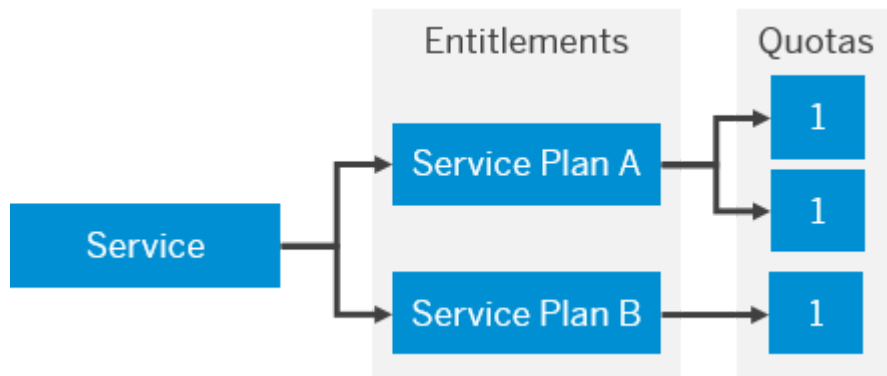 Entitlements
Quotas
1
Service Plan A
1
Service
Service Plan B
1